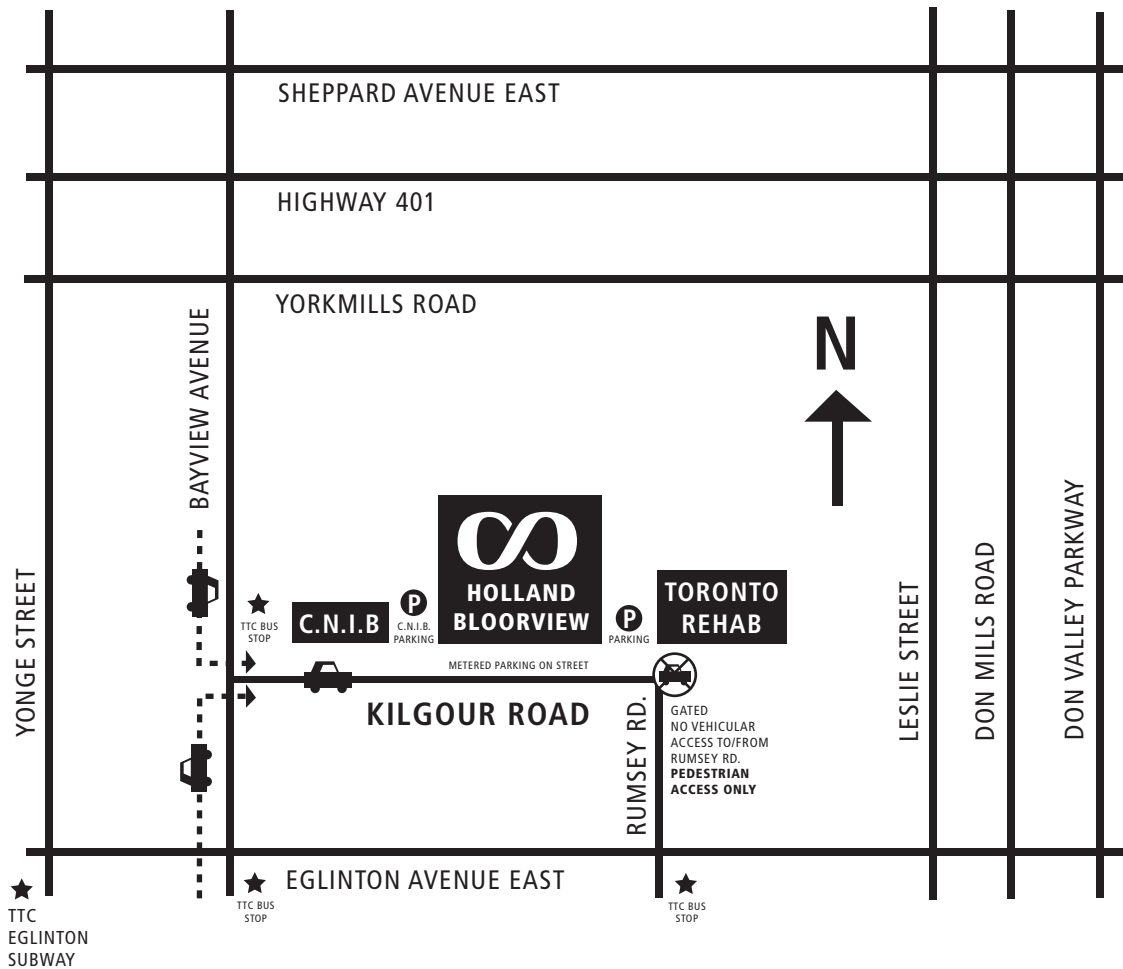 SHEPPARD AVENUE EAST
HIGHWAY 401
YORKMILLS ROAD
BAYVIEW AVENUE
N
YONGE STREET
TTC BUS
STOP
C.N.I.B
P
C.N.I.B.
PARKING
HOLLAND
BLOORVIEW
P
PARKING
TORONTO
REHAB
METERED PARKING ON STREET
KILGOUR ROAD
RUMSEY RD.
GATED
NO VEHICULAR
ACCESS TO/FROM
RUMSEY RD.
PEDESTRIAN
ACCESS ONLY
LESLIE STREET
DON MILLS ROAD
DON VALLEY PARKWAY
EGLINTON AVENUE EAST
TTC
EGLINTON
SUBWAY
TTC BUS
STOP
TTC BUS
STOP